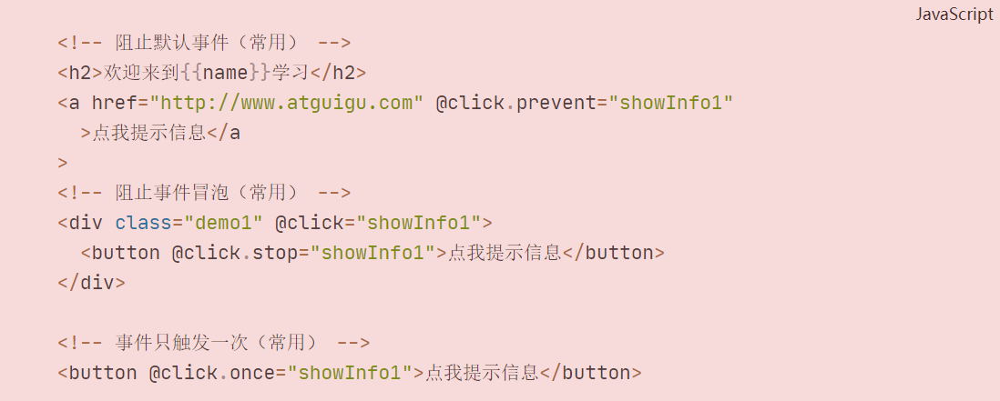 JavaScript
<!-- 阻止默认事件（常用） -->
<h2>欢迎来到{{name}}学习</h2>
<a href="http://www.atguigu.com" @click.prevent="showInfo1"
  >点我提示信息</a
>
<!-- 阻止事件冒泡（常用） -->
<div class="demo1" @click="showInfo1">
  <button @click.stop="showInfo1">点我提示信息</button>
</div>
<!-- 事件只触发一次（常用） -->
<button @click.once="showInfo1">点我提示信息</button>